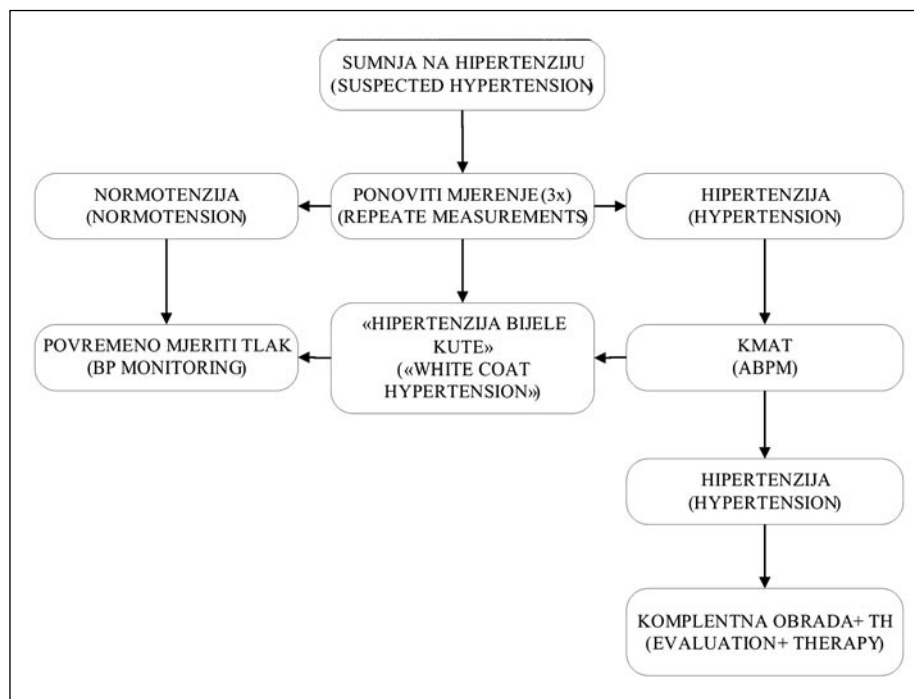 SUMNJA NA HIPERTENZIJU
(SUSPECTED HYPERTENSION)
NORMOTENZIJA
(NORMOTENSION)
PONOVITI MJERENJE (3x)
(REPEATE MEASUREMENTS)
HIPERTENZIJA
(HYPERTENSION)
POVREMENO MJERITI TLAK
(BP MONITORING)
«HIPERTENZIJA BIJELE
KUTE»
(«WHITE COAT
HYPERTENSION»)
KMAT
(ABPM)
HIPERTENZIJA
(HYPERTENSION)
KOMPLENTNA OBRADA+ TH
(EVALUATION+ THERAPY)